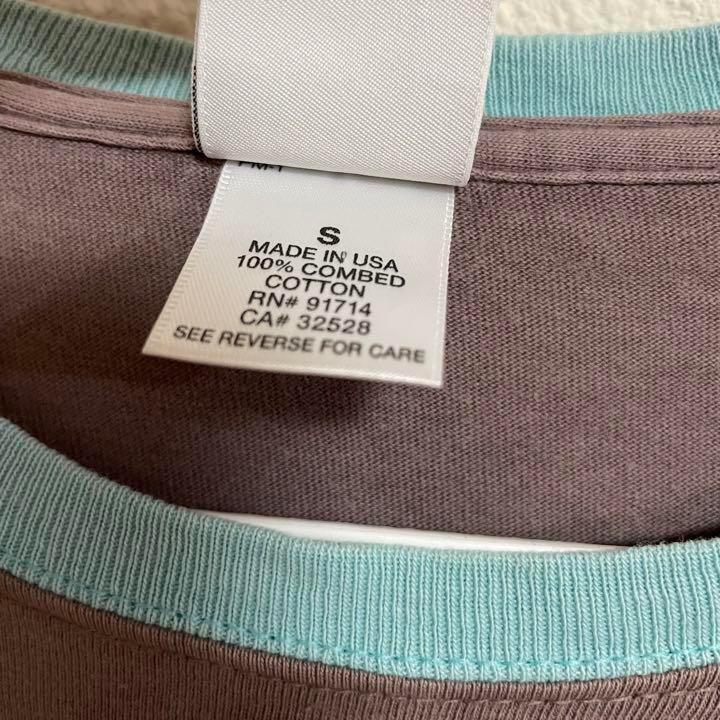 S
MADE IN USA
100% COMBED
COTTON
RN# 91714
CA# 32528
SEE REVERSE FOR CARE